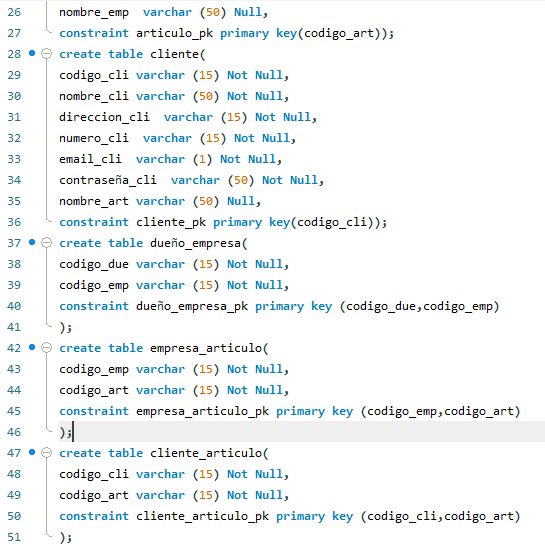 26 nombre_emp  varchar (50) Null,
27 constraint articulo_pk primary key(codigo_art));
28 create table cliente(
29 codigo_cli varchar (15) Not Null,
30 nombre_cli varchar (50) Not Null,
31 direccion_cli  varchar (15) Not Null,
32 numero_cli  varchar (15) Not Null,
33 email_cli  varchar (1) Not Null,
34 contraseña_cli  varchar (50) Not Null,
35 nombre_art varchar (50) Null,
36 constraint cliente_pk primary key(codigo_cli));
37 create table dueño_empresa(
38 codigo_due varchar (15) Not Null,
39 codigo_emp varchar (15) Not Null,
40 constraint dueño_empresa_pk primary key (codigo_due,codigo_emp)
41 );
42 create table empresa_articulo(
43 codigo_emp varchar (15) Not Null,
44 codigo_art varchar (15) Not Null,
45 constraint empresa_articulo_pk primary key (codigo_emp,codigo_art)
46 );
47 create table cliente_articulo(
48 codigo_cli varchar (15) Not Null,
49 codigo_art varchar (15) Not Null,
50 constraint cliente_articulo_pk primary key (codigo_cli,codigo_art)
51 );